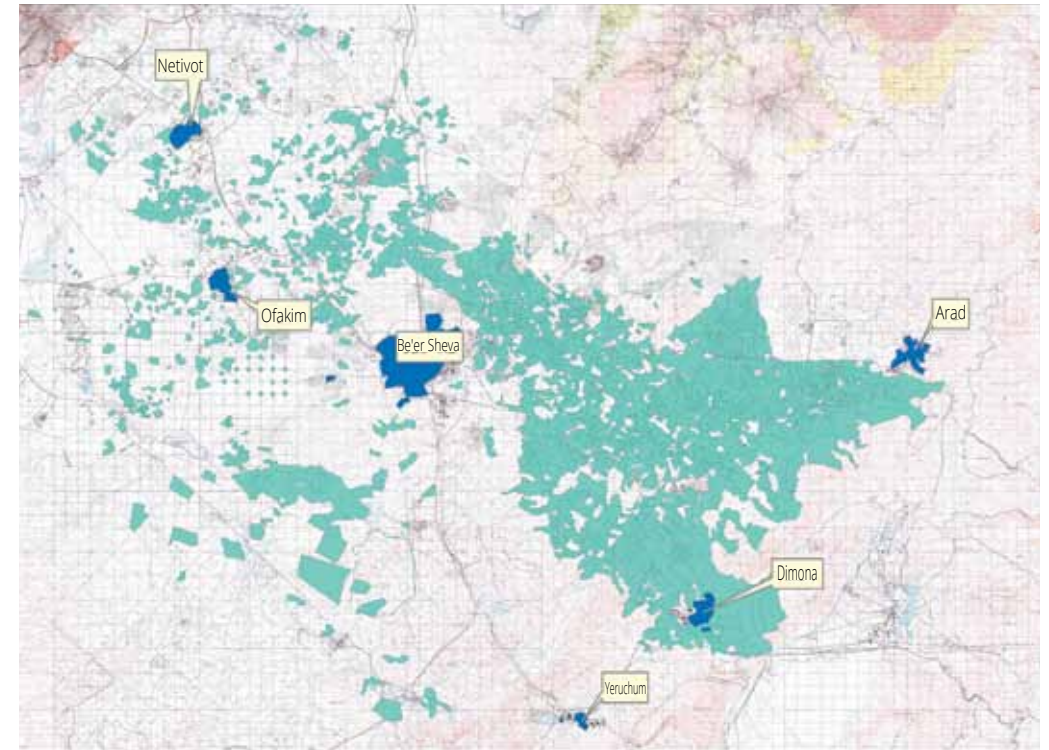 Netivot
Ofakim
Arad
Be'er Sheva
Dimona
Yeruchum